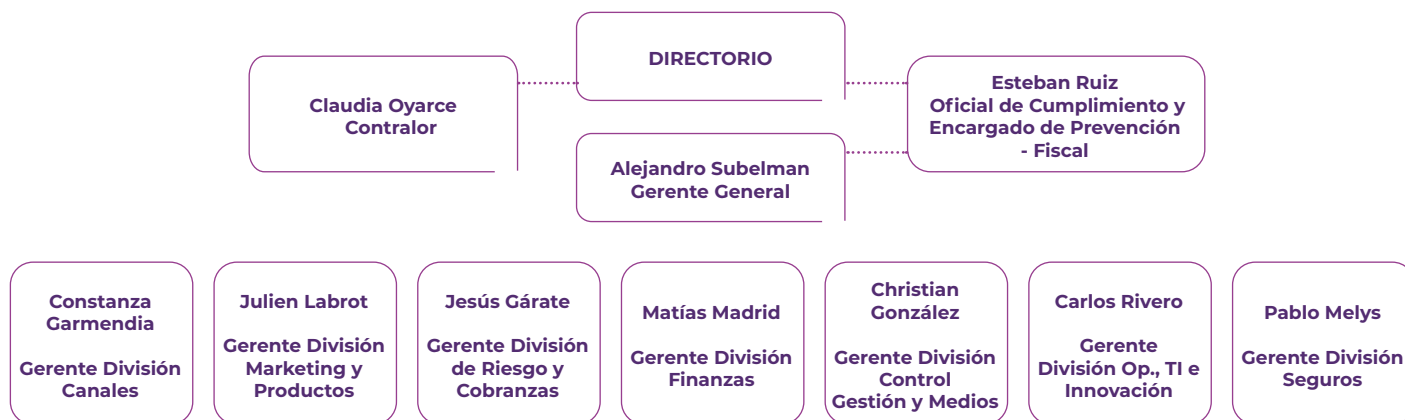 DIRECTORIO
Claudia Oyarce
Contralor
Esteban Ruiz
Oficial de Cumplimiento y
Encargado de Prevención
- Fiscal
Alejandro Subelman
Gerente General
Constanza
Garmendia
Gerente División
Canales
Julien Labrot
Gerente División
Marketing y
Productos
Jesús Gárate
Gerente División
de Riesgo y
Cobranzas
Matías Madrid
Gerente División
Finanzas
Christian
González
Gerente División
Control
Gestión y Medios
Carlos Rivero
Gerente
División Op., TI e
Innovación
Pablo Melys
Gerente División
Seguros